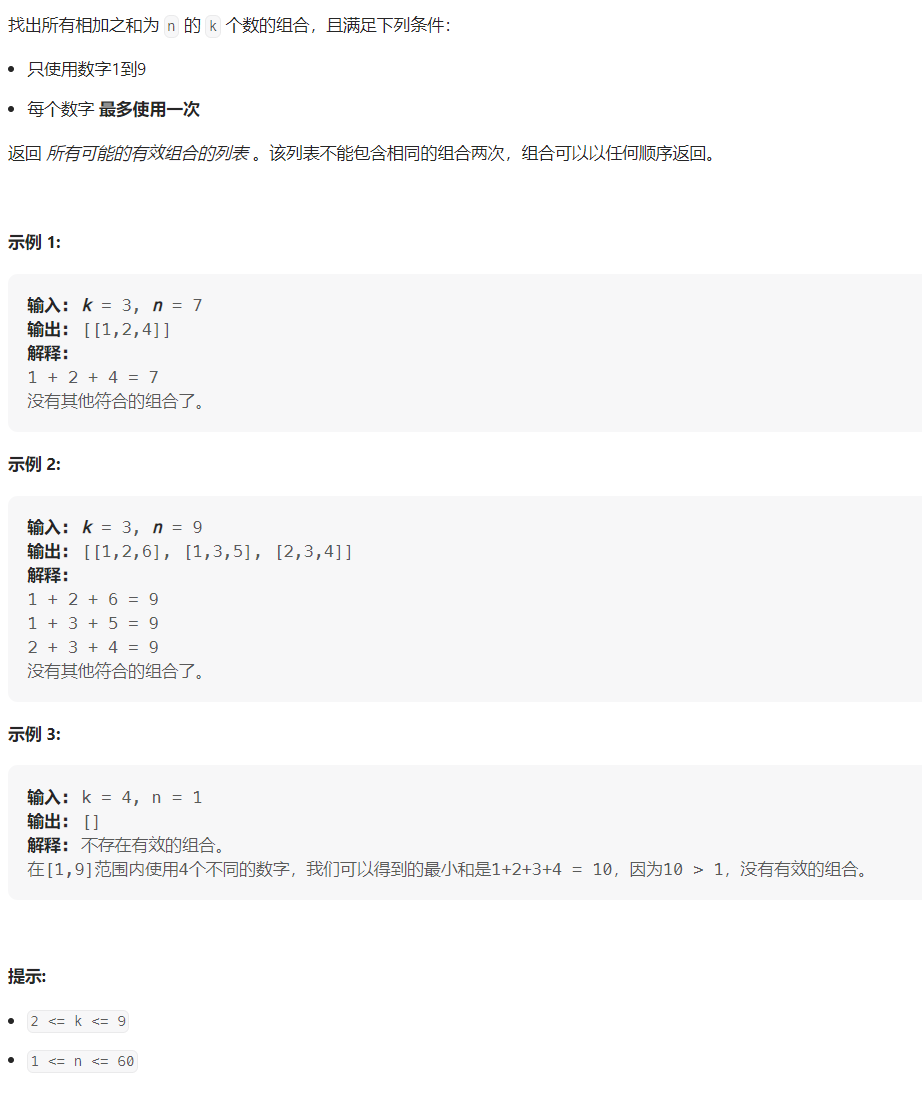 找出所有相加之和为 n 的 k 个数的组合，且满足下列条件：
• 只使用数字1到9
• 每个数字 最多使用一次
返回 所有可能的有效组合的列表 。该列表不能包含相同的组合两次，组合可以以任何顺序返回。
示例 1:
输入： k = 3, n = 7
输出： [[1,2,4]]
解释：
1 + 2 + 4 = 7
没有其他符合的组合了。
示例 2:
输入： k = 3, n = 9
输出： [[1,2,6], [1,3,5], [2,3,4]]
解释：
1 + 2 + 6 = 9
1 + 3 + 5 = 9
2 + 3 + 4 = 9
没有其他符合的组合了。
示例 3:
输入： k = 4, n = 1
输出： []
解释： 不存在有效的组合。
在[1,9]范围内使用4个不同的数字，我们可以得到的最小和是1+2+3+4 = 10，因为10 > 1，没有有效的组合。
提示:
• 2 <= k <= 9
• 1 <= n <= 60